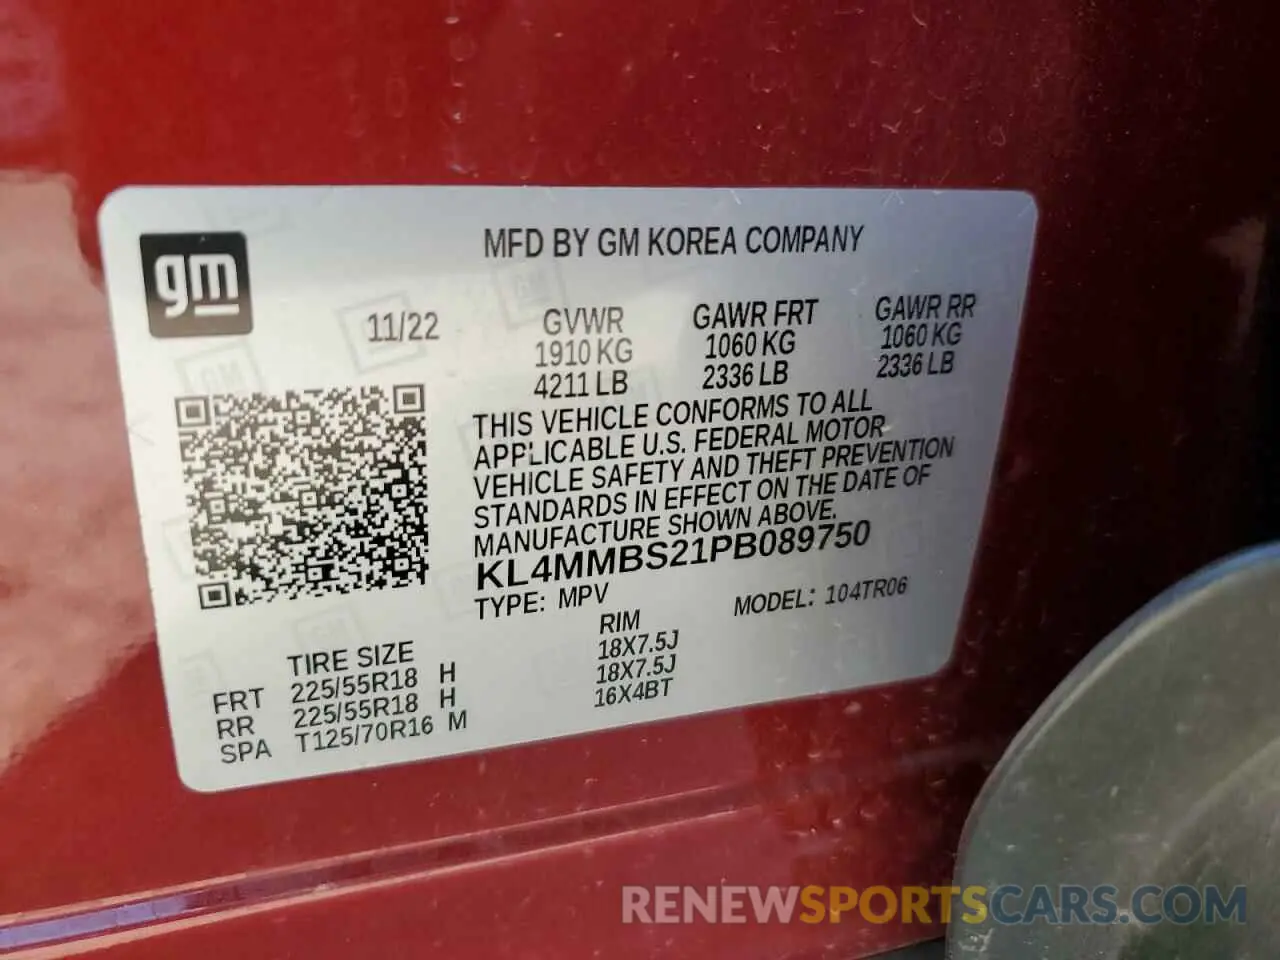 MFD BY GM KOREA COMPANY
gm
11/22
GVWR GAWR FRT GAWR RR
1910 KG 1060 KG 1060 KG
4211 LB 2336 LB 2336 LB
THIS VEHICLE CONFORMS TO ALL
APPLICABLE U.S. FEDERAL MOTOR
VEHICLE SAFETY AND THEFT PREVENTION
STANDARDS IN EFFECT ON THE DATE OF
MANUFACTURE SHOWN ABOVE.
KL4MMBS21PB089750
TYPE: MPV MODEL: 104TR06
TIRE SIZE RIM
FRT 225/55R18 H 18X7.5J
RR 225/55R18 H 18X7.5J
SPA T125/70R16 M 16X4BT
RENEWSPORTSCARS.COM